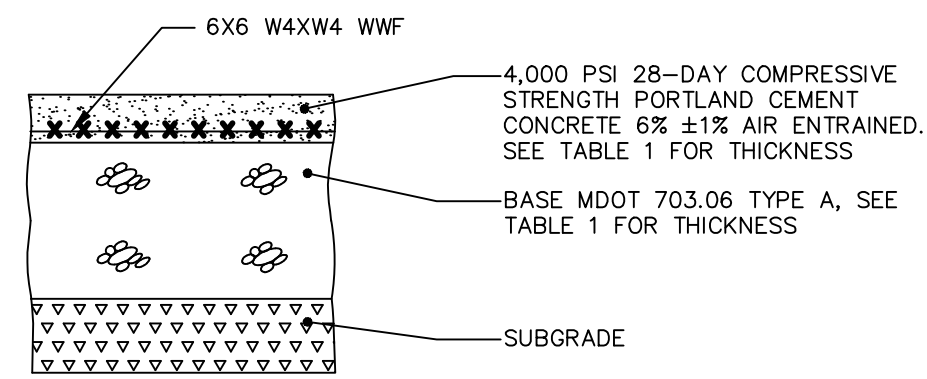 6X6 W4XW4 WWF
4,000 PSI 28-DAY COMPRESSIVE
STRENGTH PORTLAND CEMENT
CONCRETE 6% ±1% AIR ENTRAINED.
SEE TABLE 1 FOR THICKNESS
BASE MDOT 703.06 TYPE A, SEE
TABLE 1 FOR THICKNESS
SUBGRADE